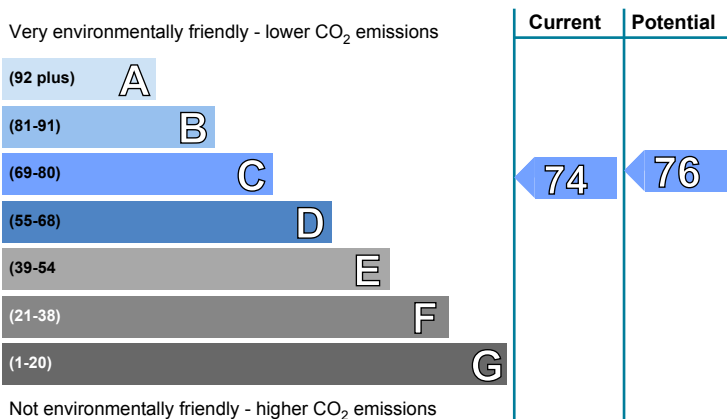 Very environmentally friendly - lower CO2 emissions
Current
Potential
(92 plus) A
(81-91) B
(69-80) C
74
76
(55-68) D
(39-54 E
(21-38) F
(1-20) G
Not environmentally friendly - higher CO2 emissions